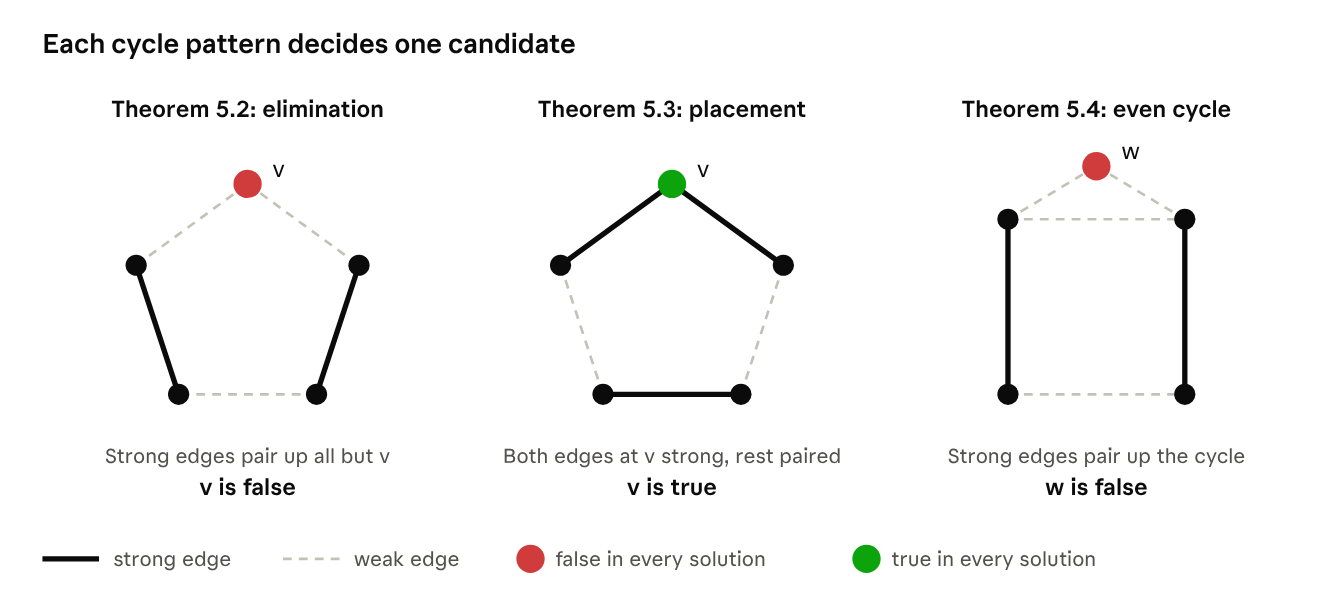 Each cycle pattern decides one candidate
Theorem 5.2: elimination
Theorem 5.3: placement
Theorem 5.4: even cycle
v
v
w
Strong edges pair up all but v
v is false
Both edges at v strong, rest paired
v is true
Strong edges pair up the cycle
w is false
strong edge
weak edge
false in every solution
true in every solution